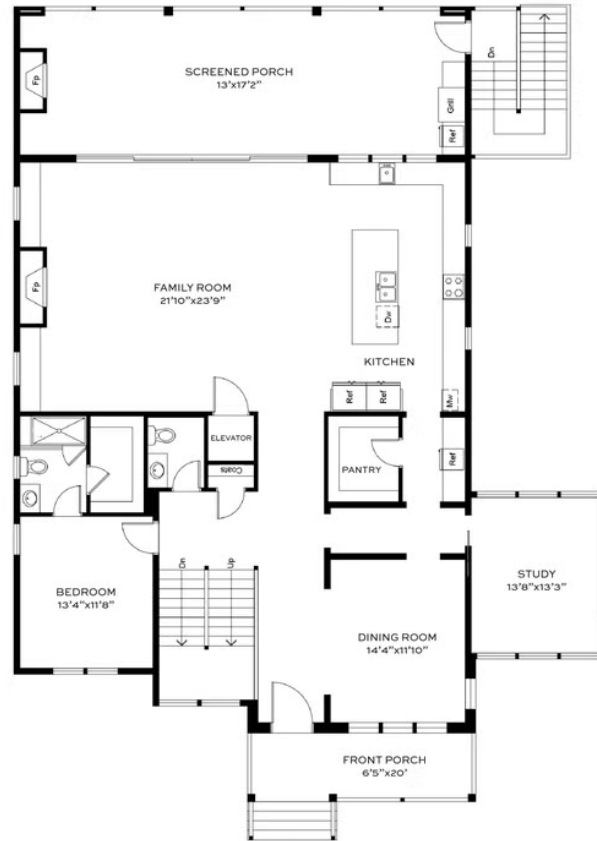 SCREENED PORCH
13'x17'2"
Fp
Dn
Grill
Ref
FAMILY ROOM
21'10"x23'9"
Fp
Dw
KITCHEN
Ref
Ref
Mw
ELEVATOR
Coats
PANTRY
Ref
BEDROOM
13'4"x11'8"
Dn
Up
STUDY
13'8"x13'3"
DINING ROOM
14'4"x11'10"
FRONT PORCH
6'5"x20'